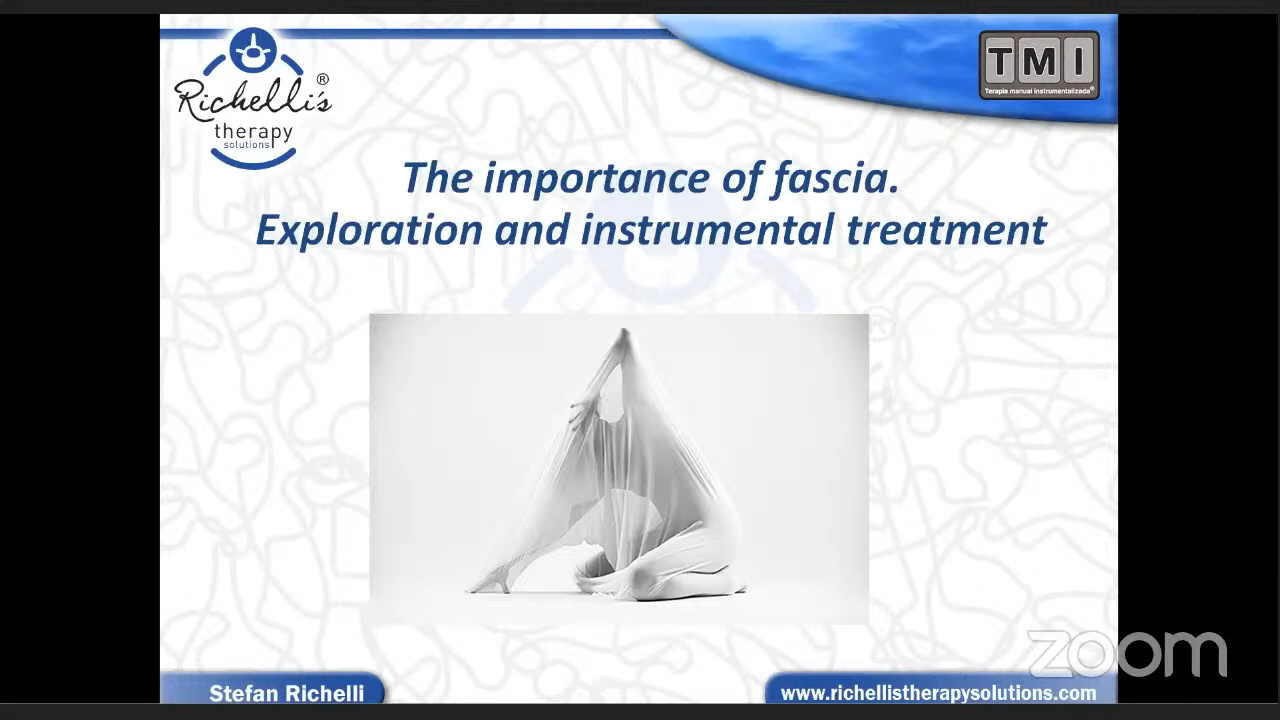 Richelli's
®
therapy
solutions
TMI
Terapia manual instrumentalizada®
The importance of fascia.
Exploration and instrumental treatment
zoom
Stefan Richelli
www.richellistherapysolutions.com